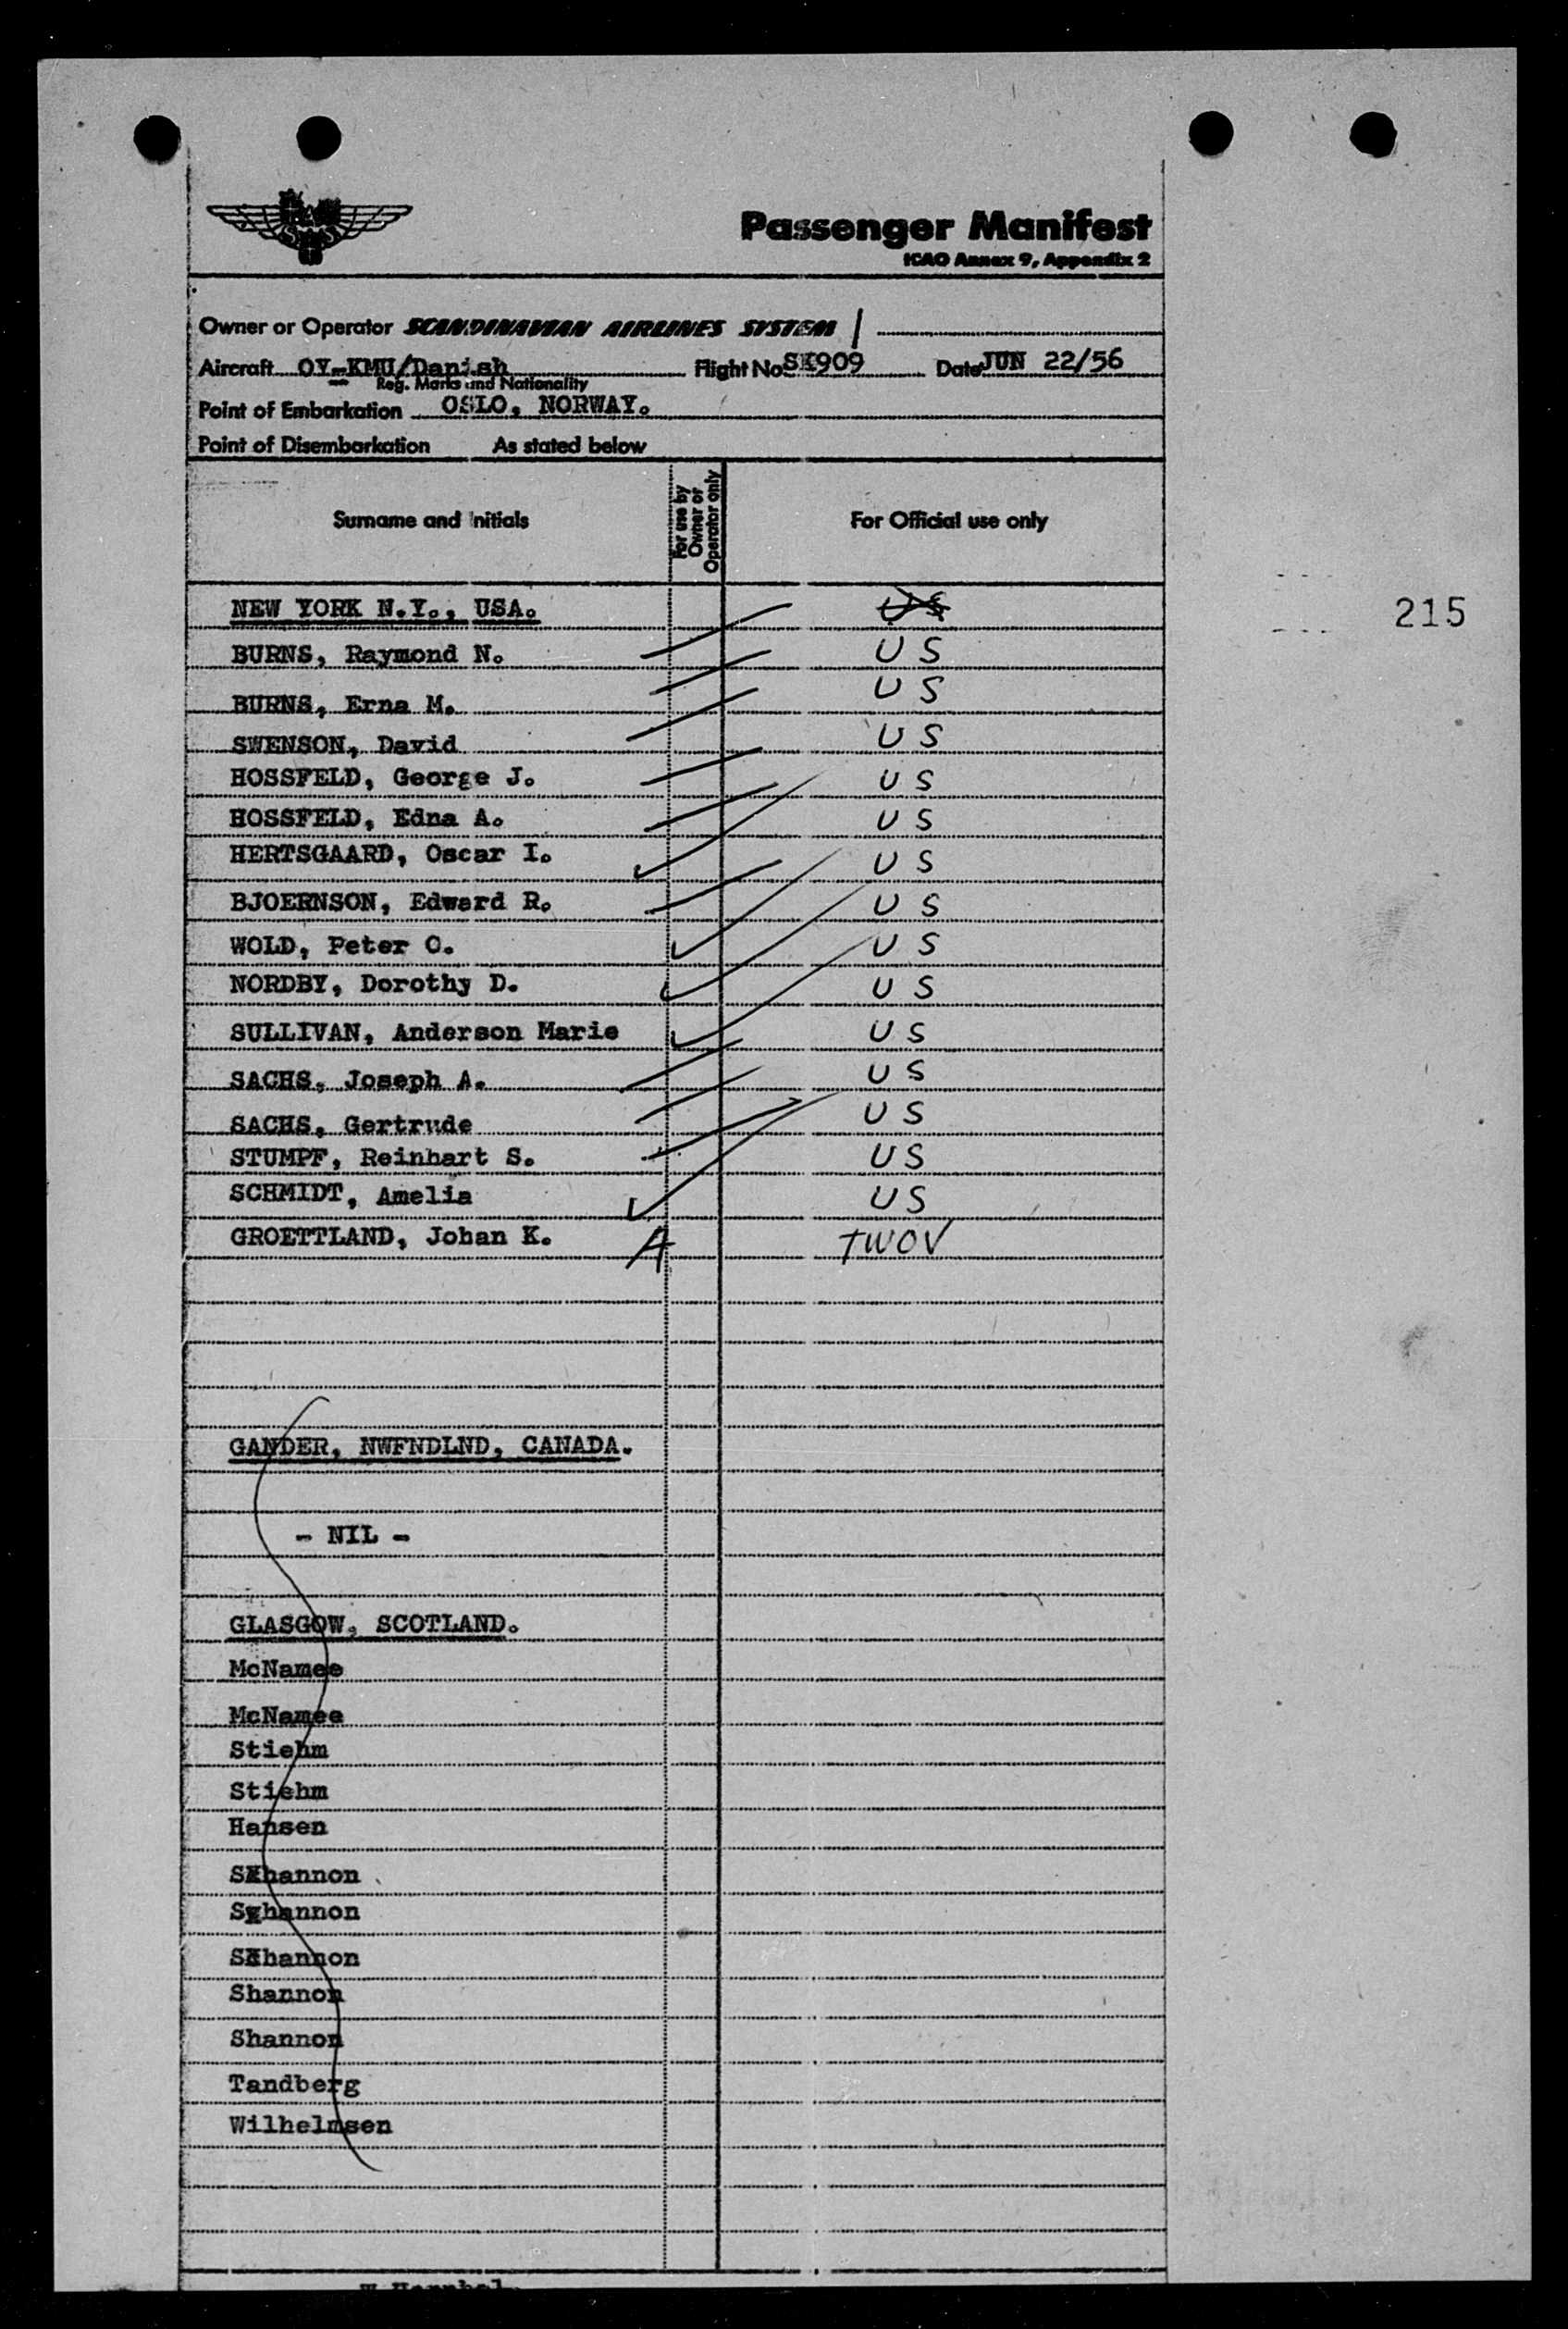 SAS
Passenger Manifest
ICAO Annex 9, Appendix 2
Owner or Operator SCANDINAVIAN AIRLINES SYSTEM
Aircraft OY-KMU/Danish Flight No SK909 Date JUN 22/56
Reg. Marks and Nationality
Point of Embarkation OSLO, NORWAY.
Point of Disembarkation As stated below
Surname and Initials For use by Owner or Operator only For Official use only
NEW YORK N.Y., USA. US
215
BURNS, Raymond N. US
BURNS, Erna M. US
SWENSON, David US
HOSSFELD, George J. US
HOSSFELD, Edna A. US
HERTSGAARD, Oscar I. US
BJOERNSON, Edward R. US
WOLD, Peter O. US
NORDBY, Dorothy D. US
SULLIVAN, Anderson Marie US
SACHS, Joseph A. US
SACHS, Gertrude US
STUMPF, Reinhart S. US
SCHMIDT, Amelia US
GROETTLAND, Johan K. A TWOV
GANDER, NWFNDLND, CANADA.
- NIL -
GLASGOW, SCOTLAND.
McNamee
McNamee
Stiehm
Stiehm
Hansen
Shannon
Shannon
Shannon
Shannon
Shannon
Tandberg
Wilhelmsen